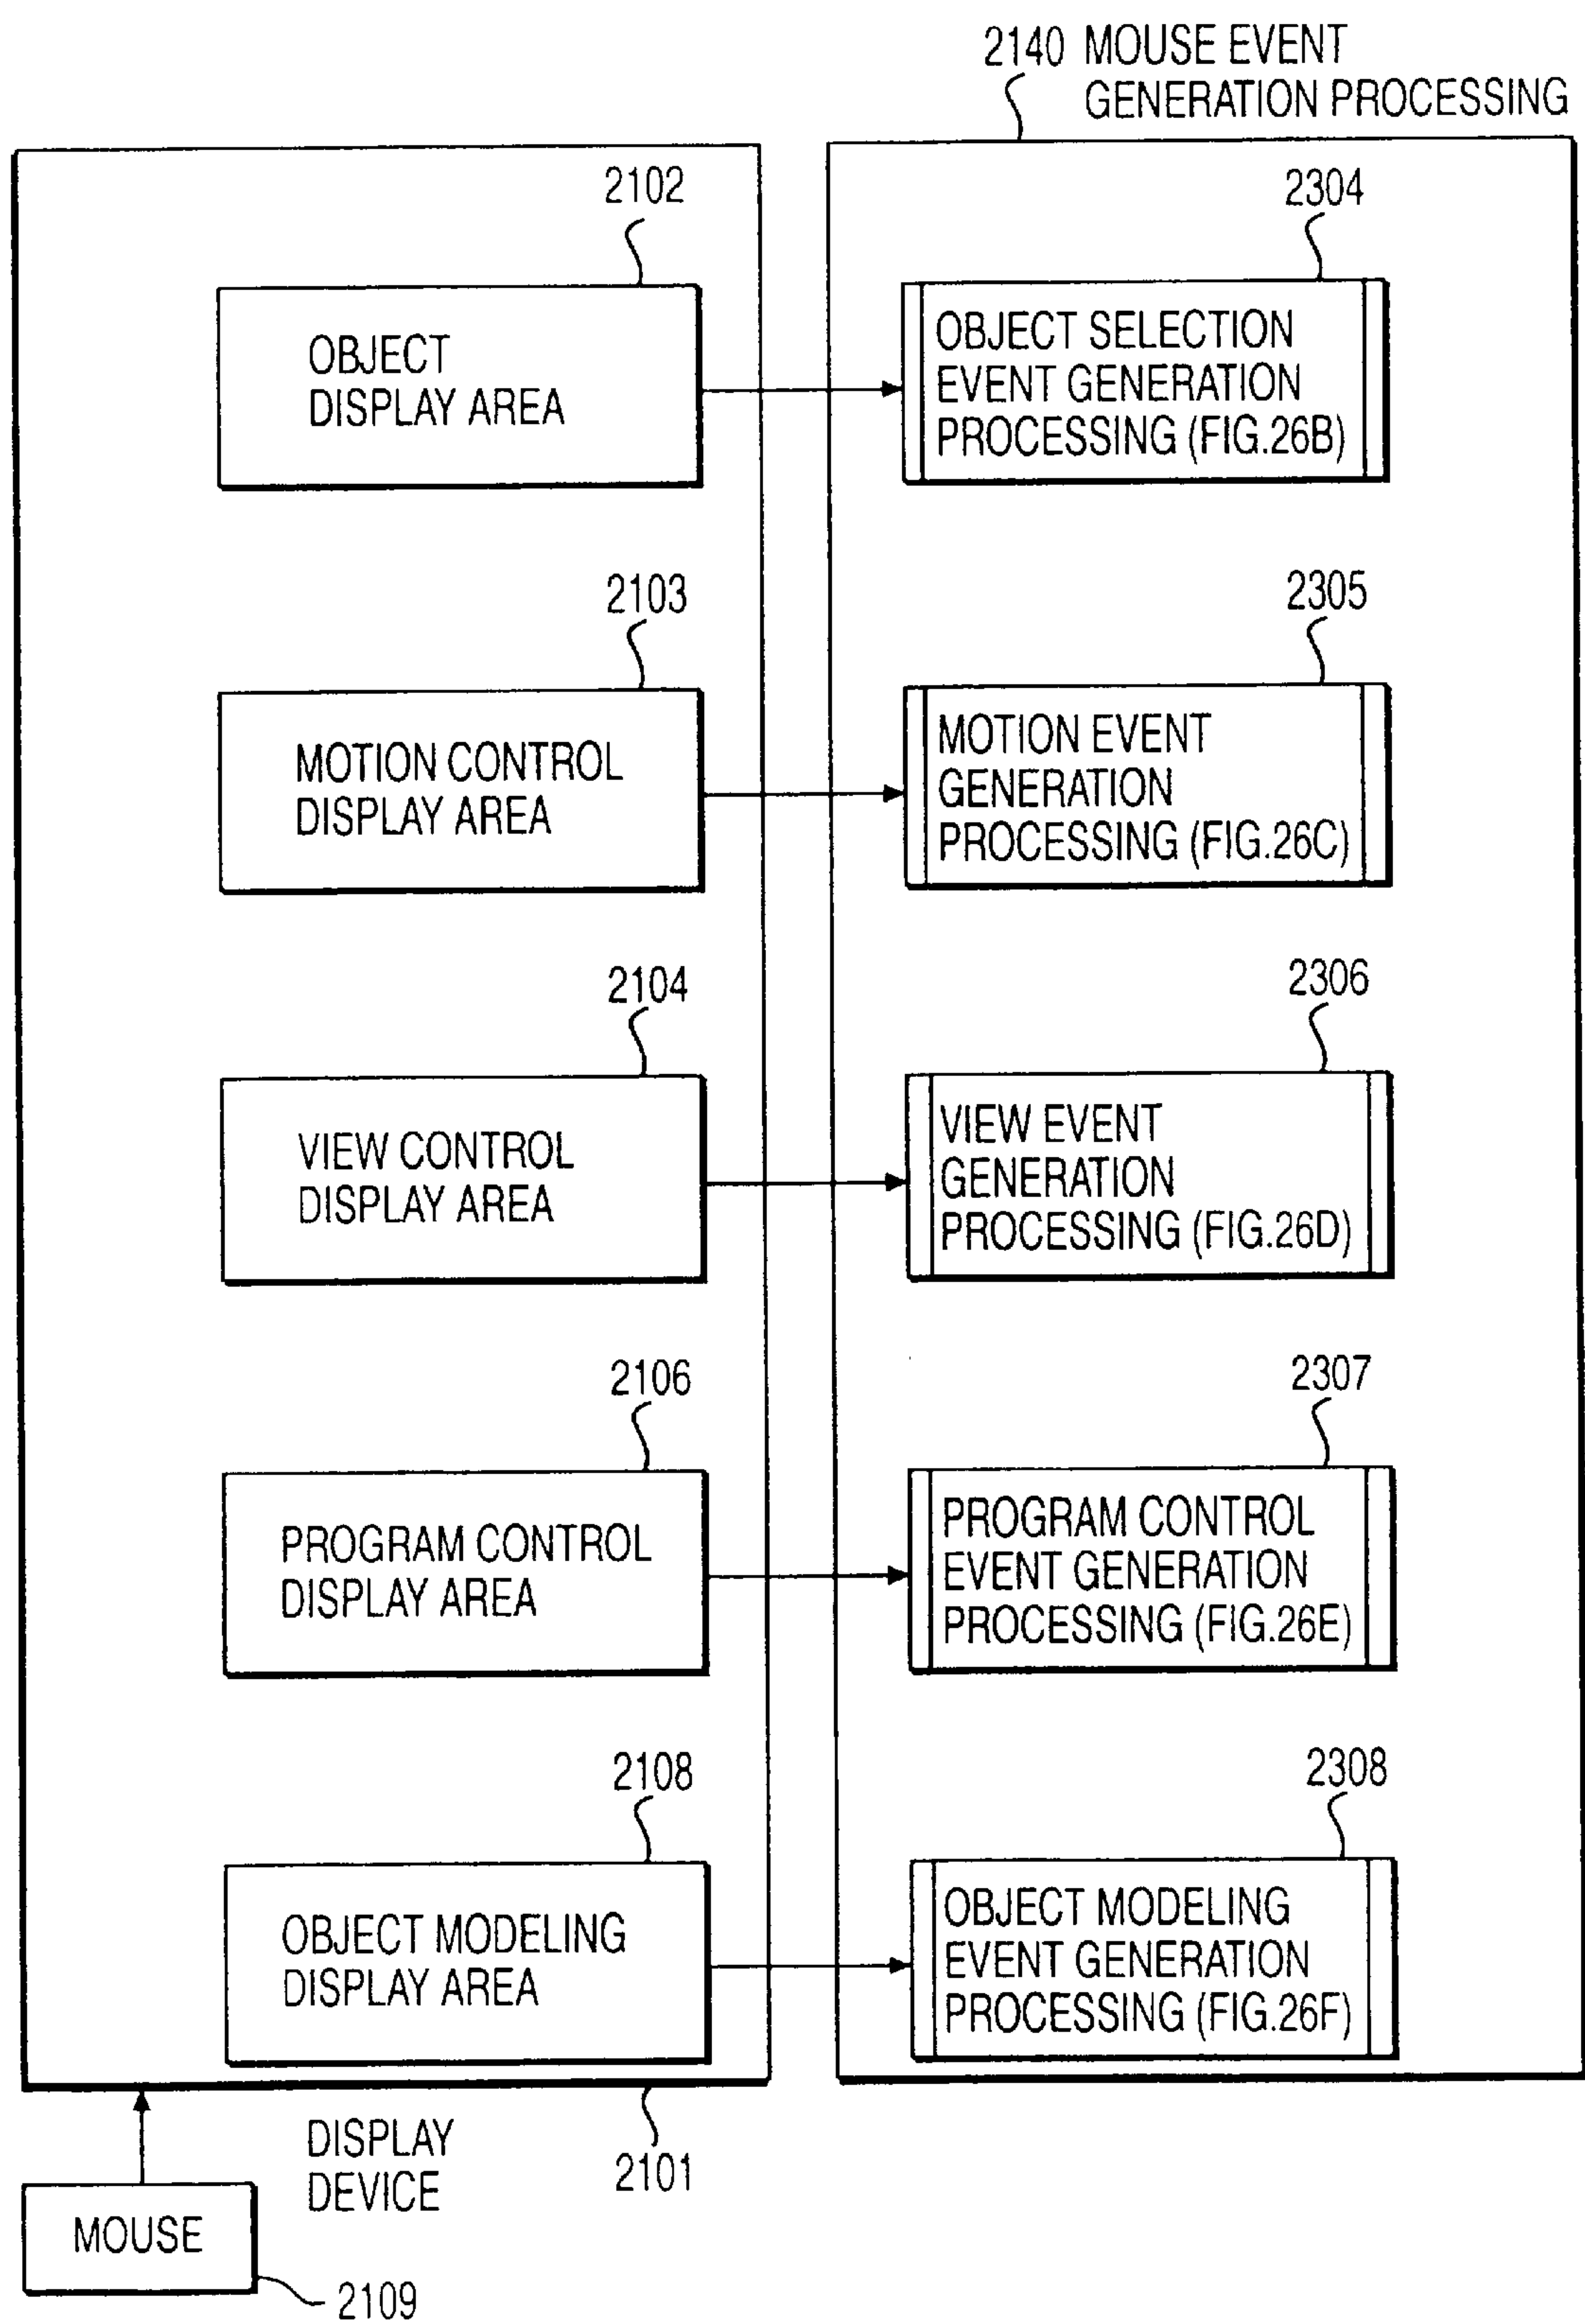 2140 MOUSE EVENT
GENERATION PROCESSING
2102
2304
OBJECT
DISPLAY AREA
OBJECT SELECTION
EVENT GENERATION
PROCESSING (FIG.26B)
2103
2305
MOTION CONTROL
DISPLAY AREA
MOTION EVENT
GENERATION
PROCESSING (FIG.26C)
2104
2306
VIEW CONTROL
DISPLAY AREA
VIEW EVENT
GENERATION
PROCESSING (FIG.26D)
2106
2307
PROGRAM CONTROL
DISPLAY AREA
PROGRAM CONTROL
EVENT GENERATION
PROCESSING (FIG.26E)
2108
2308
OBJECT MODELING
DISPLAY AREA
OBJECT MODELING
EVENT GENERATION
PROCESSING (FIG.26F)
DISPLAY
DEVICE
2101
MOUSE
2109